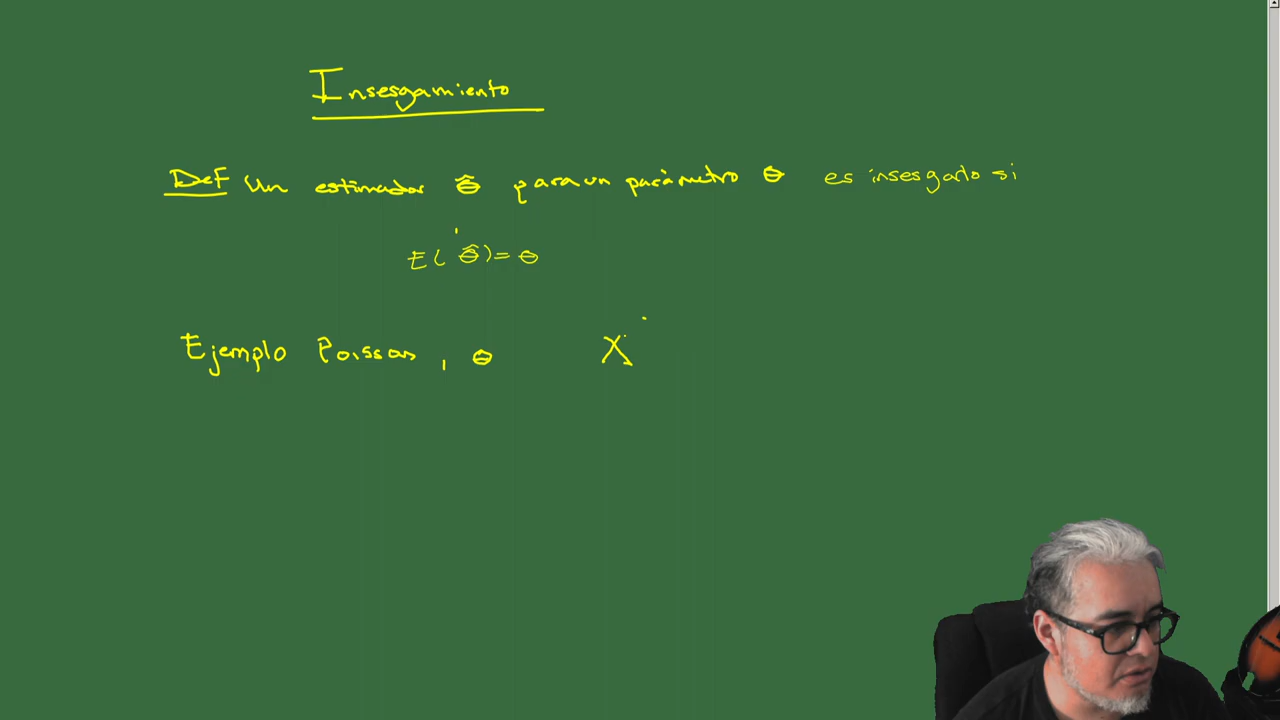 Insesgamiento
Def Un estimador θ̂ para un parámetro θ es insesgado si
E( θ̂ ) = θ
Ejemplo Poisson , θ X